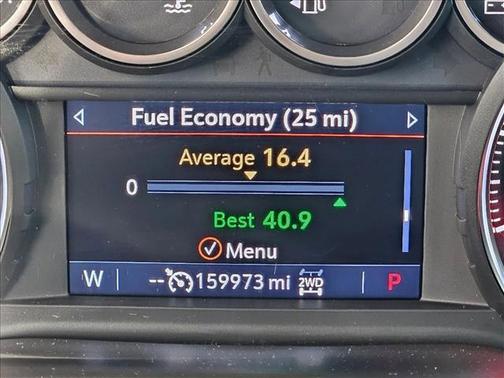 Fuel Economy (25 mi)
Average 16.4
0
Best 40.9
Menu
W -- 159973 mi 2WD P